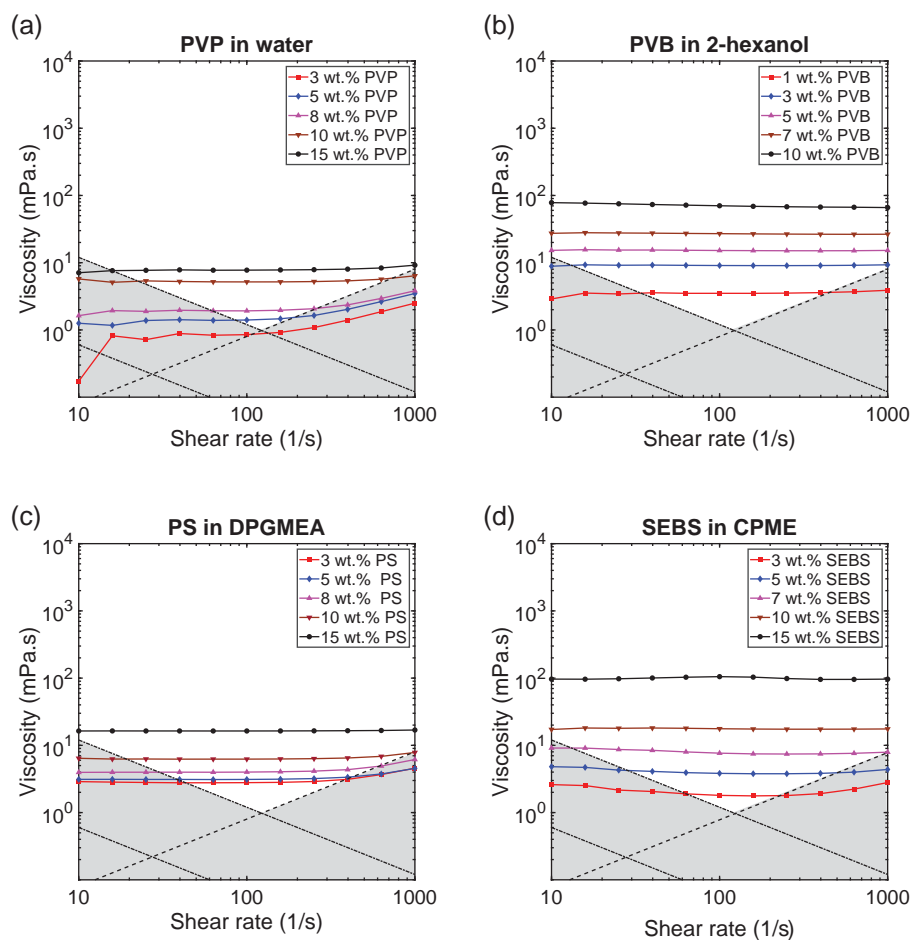 (a)
PVP in water
3 wt.% PVP
5 wt.% PVP
8 wt.% PVP
10 wt.% PVP
15 wt.% PVP
10^4
10^3
10^2
10^1
10^0
Viscosity (mPa.s)
10 100 1000
Shear rate (1/s)
(b)
PVB in 2-hexanol
1 wt.% PVB
3 wt.% PVB
5 wt.% PVB
7 wt.% PVB
10 wt.% PVB
10^4
10^3
10^2
10^1
10^0
Viscosity (mPa.s)
10 100 1000
Shear rate (1/s)
(c)
PS in DPGMEA
3 wt.% PS
5 wt.% PS
8 wt.% PS
10 wt.% PS
15 wt.% PS
10^4
10^3
10^2
10^1
10^0
Viscosity (mPa.s)
10 100 1000
Shear rate (1/s)
(d)
SEBS in CPME
3 wt.% SEBS
5 wt.% SEBS
7 wt.% SEBS
10 wt.% SEBS
15 wt.% SEBS
10^4
10^3
10^2
10^1
10^0
Viscosity (mPa.s)
10 100 1000
Shear rate (1/s)